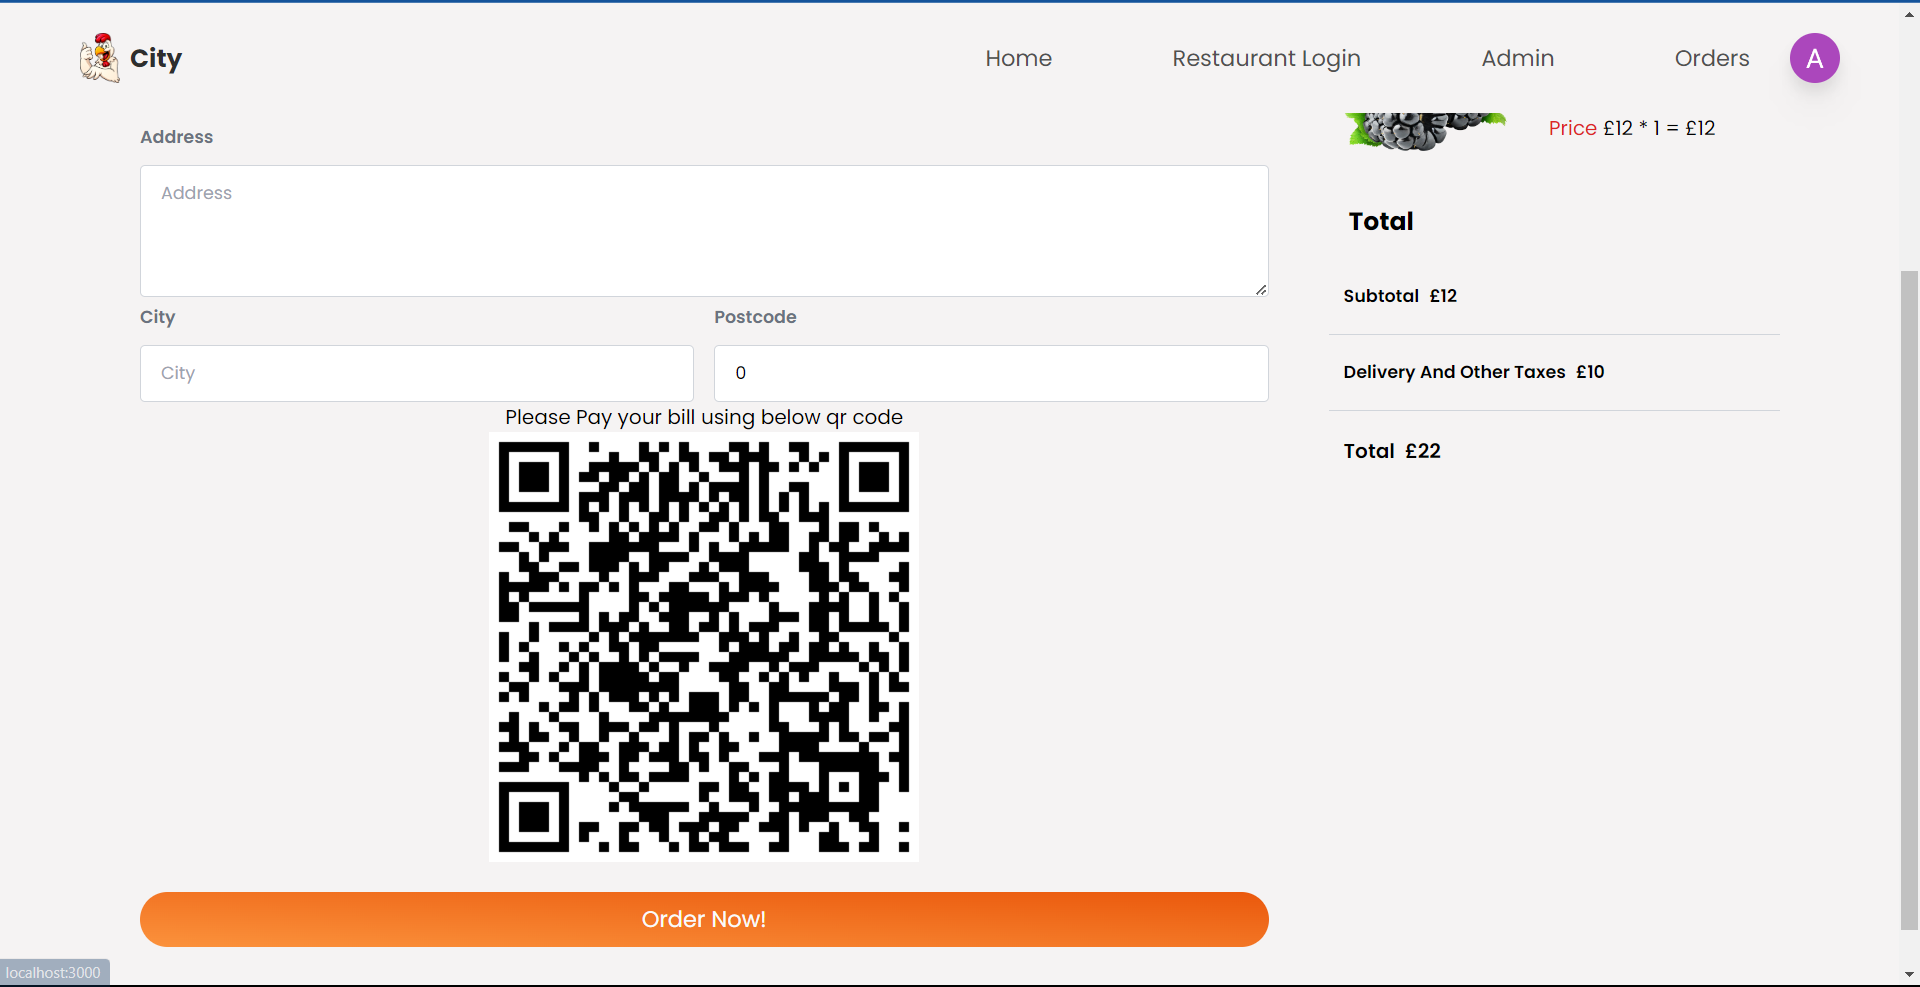 City
Home
Restaurant Login
Admin
Orders
A
Address
Address
City
Postcode
City
0
Please Pay your bill using below qr code
Order Now!
Price £12 * 1 = £12
Total
Subtotal £12
Delivery And Other Taxes £10
Total £22
localhost:3000